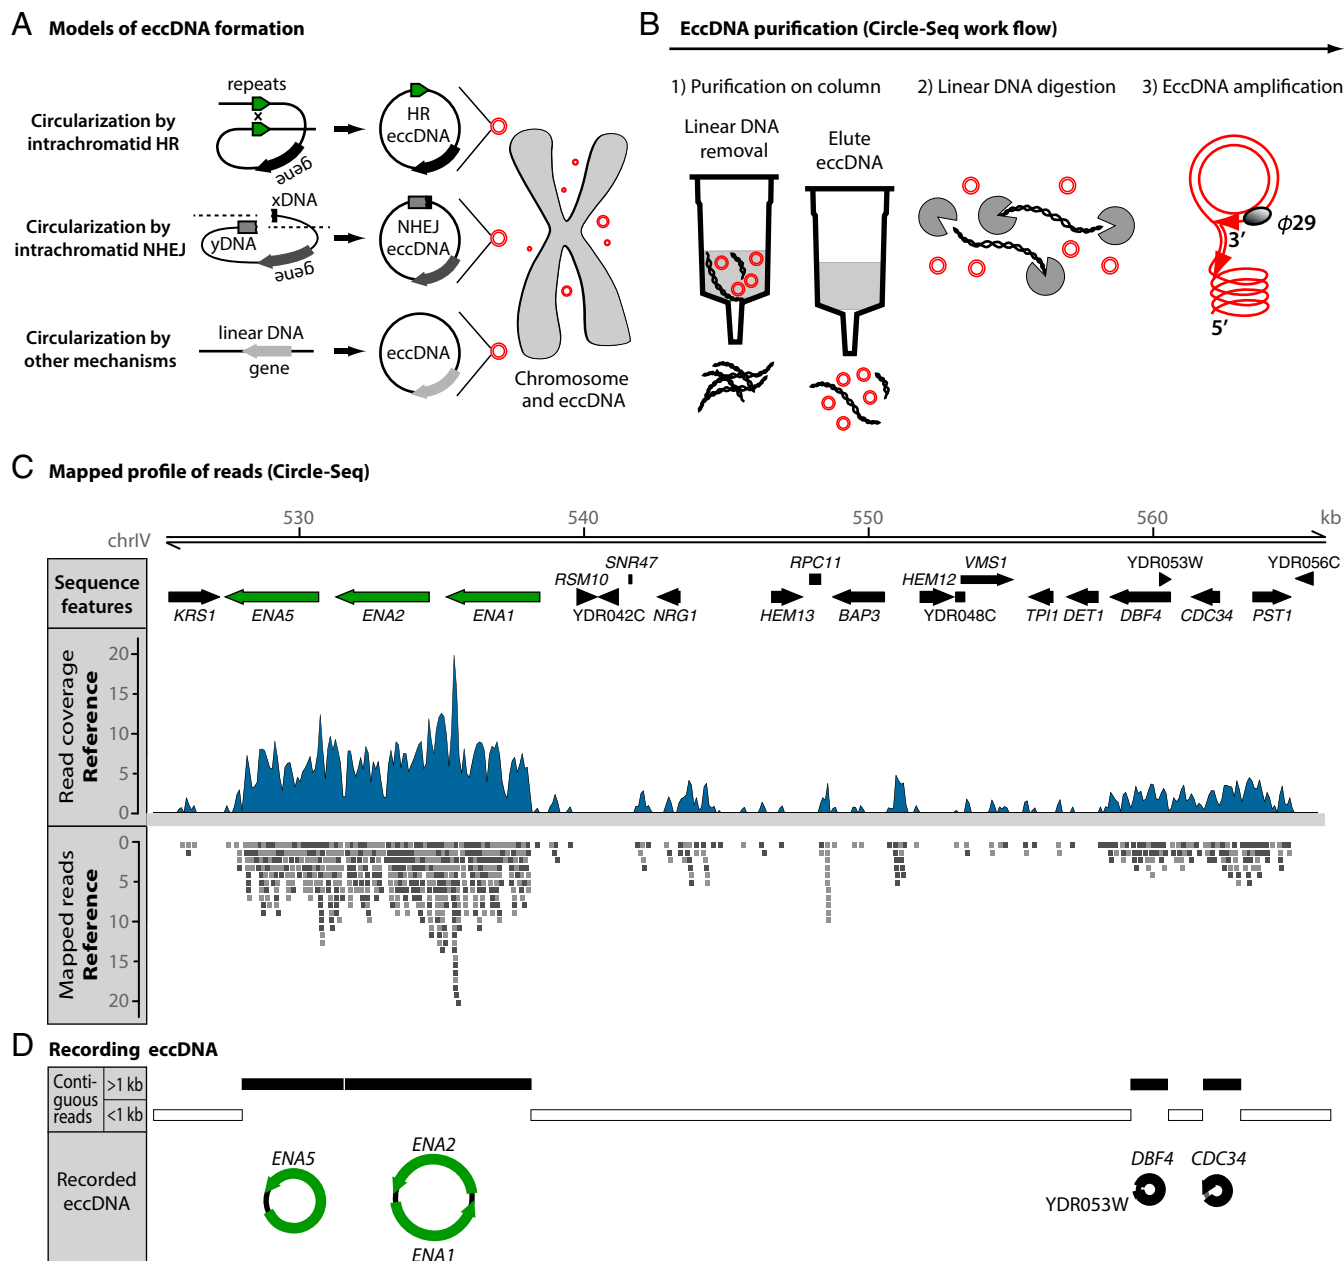 A Models of eccDNA formation
repeats
x
Circularization by
intrachromatid HR
gene
HR
eccDNA
xDNA
Circularization by
intrachromatid NHEJ
yDNA
gene
NHEJ
eccDNA
Circularization by
other mechanisms
linear DNA
gene
eccDNA
Chromosome
and eccDNA
B EccDNA purification (Circle-Seq work flow)
1) Purification on column
2) Linear DNA digestion
3) EccDNA amplification
Linear DNA
removal
Elute
eccDNA
3′
ϕ29
5′
C Mapped profile of reads (Circle-Seq)
530 540 550 560 kb
chrIV
Sequence
features
SNR47 RPC11 VMS1 YDR053W YDR056C
RSM10 HEM12
KRS1 ENA5 ENA2 ENA1 YDR042C NRG1 HEM13 BAP3 YDR048C TPI1 DET1 DBF4 CDC34 PST1
Read coverage
Reference
20
15
10
5
0
Mapped reads
Reference
0
5
10
15
20
D Recording eccDNA
Conti-
guous
reads
>1 kb
<1 kb
Recorded
eccDNA
ENA5
ENA2
ENA1
DBF4
CDC34
YDR053W